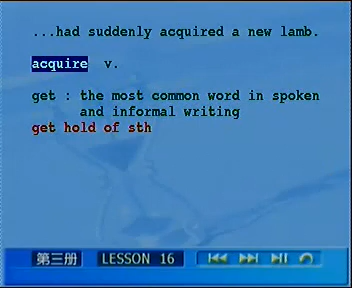 ...had suddenly acquired a new lamb.
acquire v.
get : the most common word in spoken
and informal writing
get hold of sth
第三册 LESSON 16